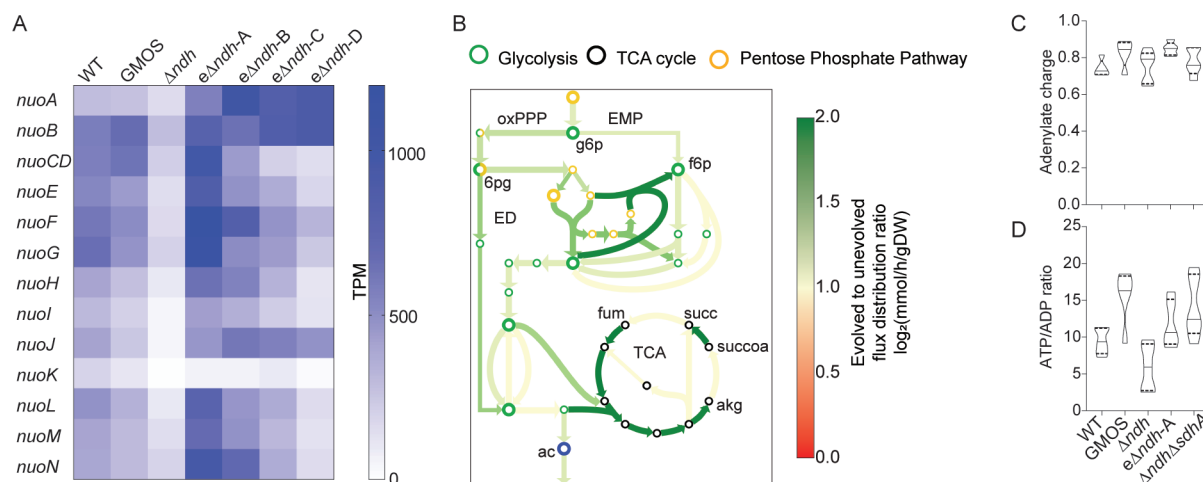 A
WT
GMOS
Δndh
eΔndh-A
eΔndh-B
eΔndh-C
eΔndh-D
nuoA
nuoB
nuoCD
nuoE
nuoF
nuoG
nuoH
nuoI
nuoJ
nuoK
nuoL
nuoM
nuoN
1000
500
0
TPM
B
Glycolysis
TCA cycle
Pentose Phosphate Pathway
oxPPP
EMP
g6p
f6p
6pg
ED
fum
succ
TCA
succoa
akg
ac
2.0
1.5
1.0
0.5
0.0
Evolved to unevolved
flux distribution ratio
log₂(mmol/h/gDW)
C
Adenylate charge
1.0
0.8
0.6
0.4
0.2
0.0
D
ATP/ADP ratio
25
20
15
10
5
0
WT
GMOS
Δndh
eΔndh-A
ΔndhΔsdhA